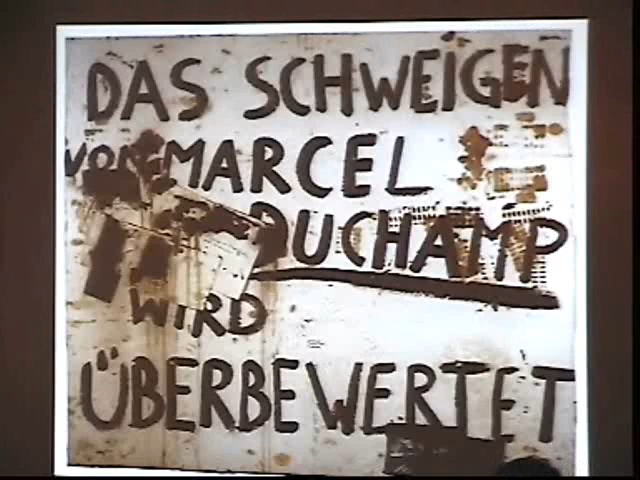 DAS SCHWEIGEN
VON MARCEL
DUCHAMP
WIRD
ÜBERBEWERTET